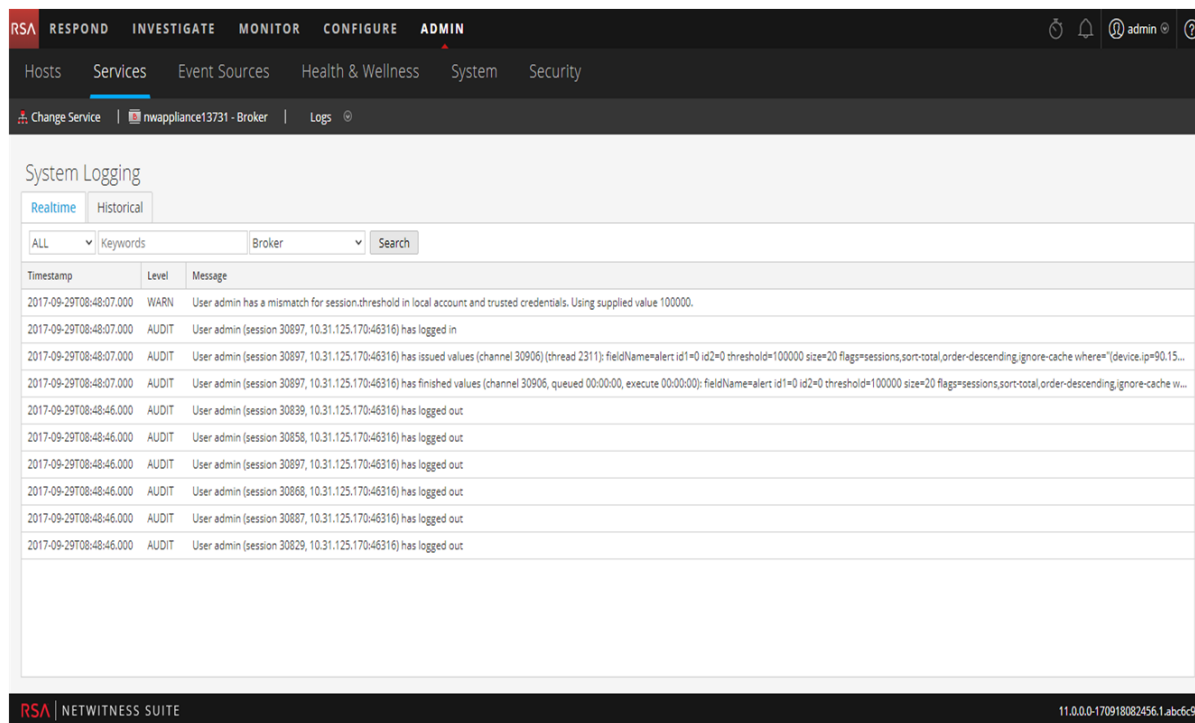 RSA RESPOND INVESTIGATE MONITOR CONFIGURE ADMIN admin
Hosts Services Event Sources Health & Wellness System Security
Change Service | nwappliance13731 - Broker | Logs
System Logging
Realtime Historical
ALL Keywords Broker Search
Timestamp Level Message
2017-09-29T08:48:07.000 WARN User admin has a mismatch for session.threshold in local account and trusted credentials. Using supplied value 100000.
2017-09-29T08:48:07.000 AUDIT User admin (session 30897, 10.31.125.170:46316) has logged in
2017-09-29T08:48:07.000 AUDIT User admin (session 30897, 10.31.125.170:46316) has issued values (channel 30906) (thread 2311): fieldName=alert id1=0 id2=0 threshold=100000 size=20 flags=sessions,sort-total,order-descending,ignore-cache where="(device.ip=90.15...
2017-09-29T08:48:07.000 AUDIT User admin (session 30897, 10.31.125.170:46316) has finished values (channel 30906, queued 00:00:00, execute 00:00:00): fieldName=alert id1=0 id2=0 threshold=100000 size=20 flags=sessions,sort-total,order-descending,ignore-cache w...
2017-09-29T08:48:46.000 AUDIT User admin (session 30839, 10.31.125.170:46316) has logged out
2017-09-29T08:48:46.000 AUDIT User admin (session 30858, 10.31.125.170:46316) has logged out
2017-09-29T08:48:46.000 AUDIT User admin (session 30897, 10.31.125.170:46316) has logged out
2017-09-29T08:48:46.000 AUDIT User admin (session 30868, 10.31.125.170:46316) has logged out
2017-09-29T08:48:46.000 AUDIT User admin (session 30887, 10.31.125.170:46316) has logged out
2017-09-29T08:48:46.000 AUDIT User admin (session 30829, 10.31.125.170:46316) has logged out
RSA | NETWITNESS SUITE 11.0.0.0-170918082456.1.abc6c9